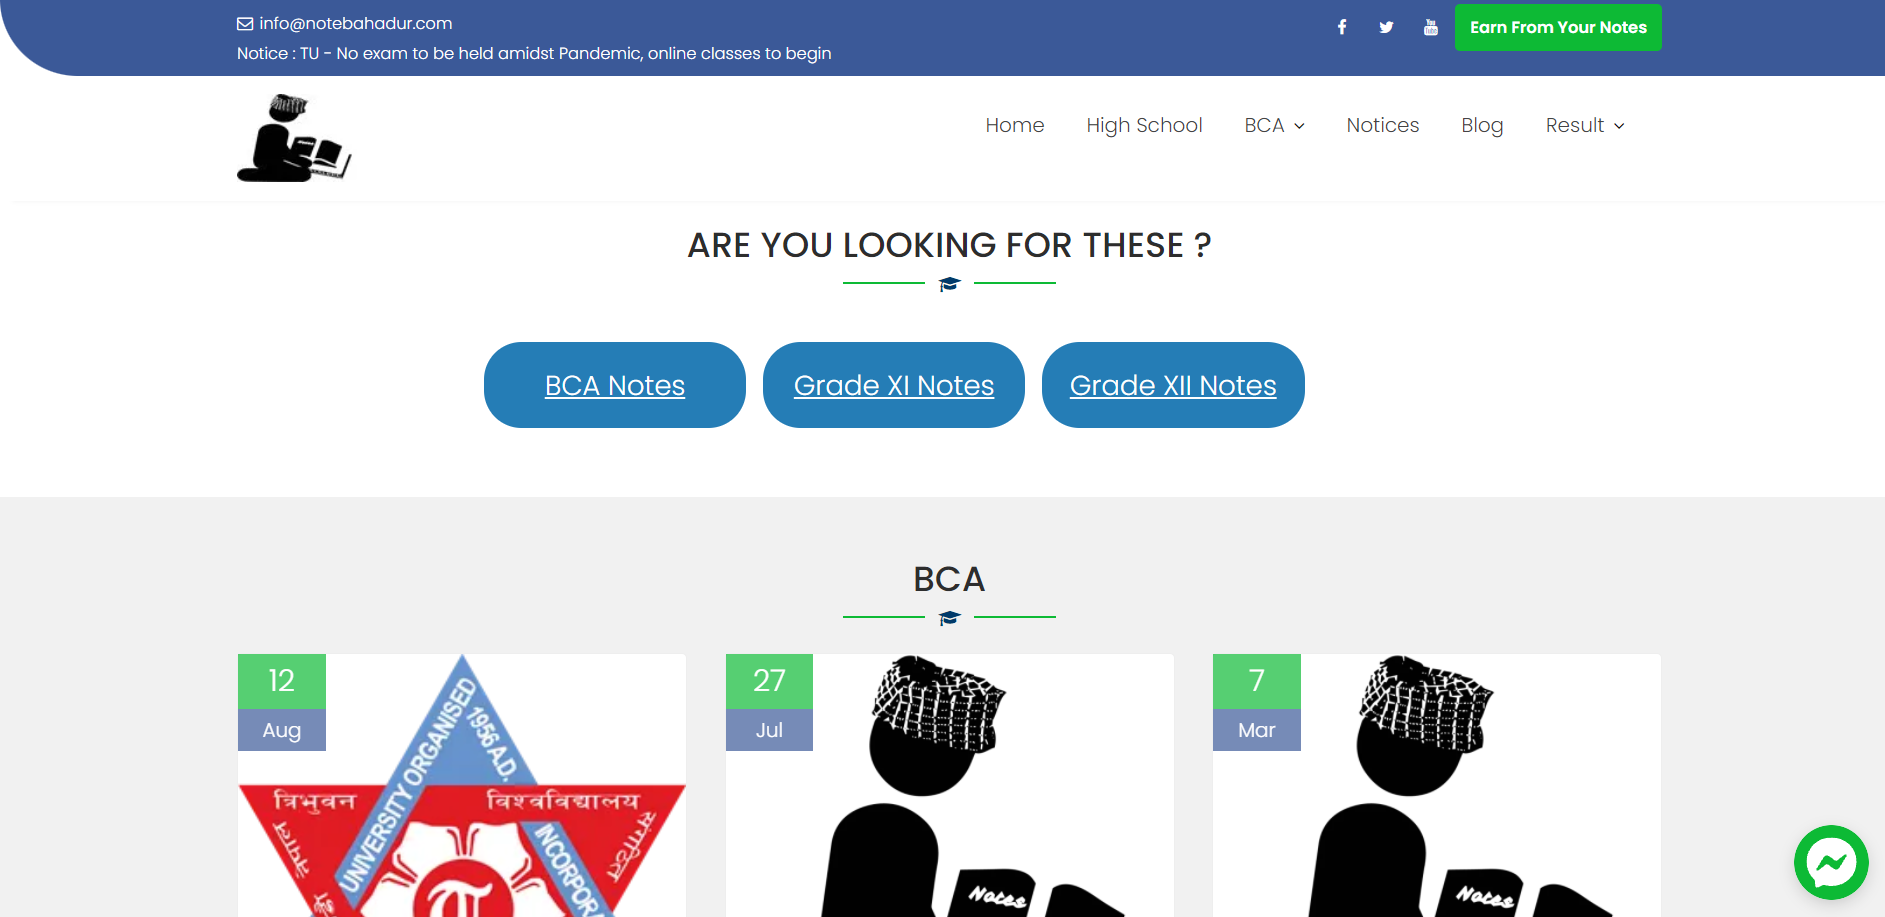 info@notebahadur.com
Notice : TU - No exam to be held amidst Pandemic, online classes to begin
Earn From Your Notes
Home
High School
BCA
Notices
Blog
Result
ARE YOU LOOKING FOR THESE ?
BCA Notes
Grade XI Notes
Grade XII Notes
BCA
12
Aug
UNIVERSITY ORGANISED
1956 A.D.
त्रिभुवन
विश्वविद्यालय
INCORPORA
T
27
Jul
Notes
7
Mar
Notes